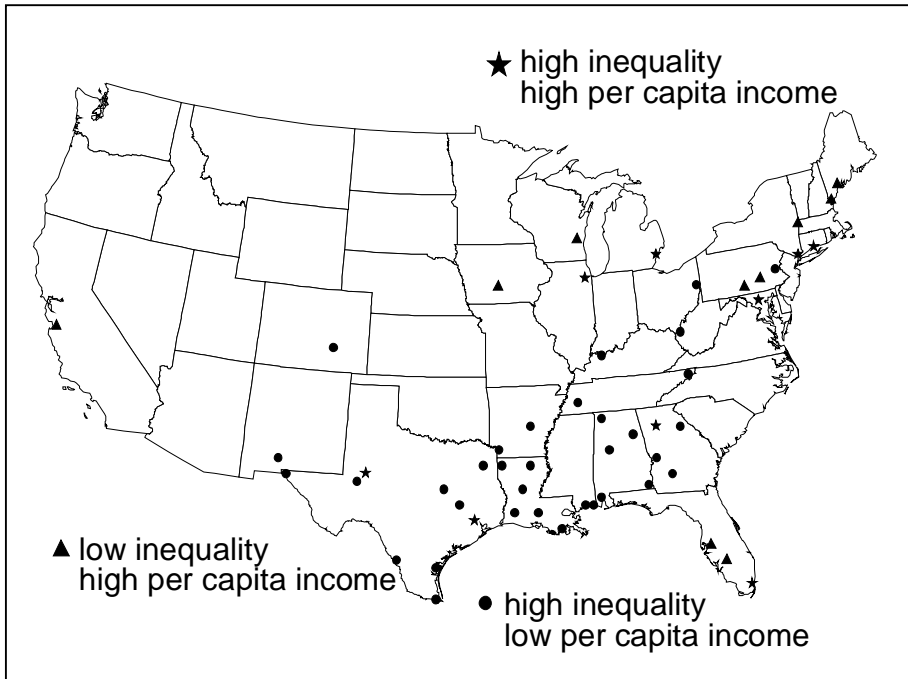 high inequality
high per capita income
low inequality
high per capita income
high inequality
low per capita income